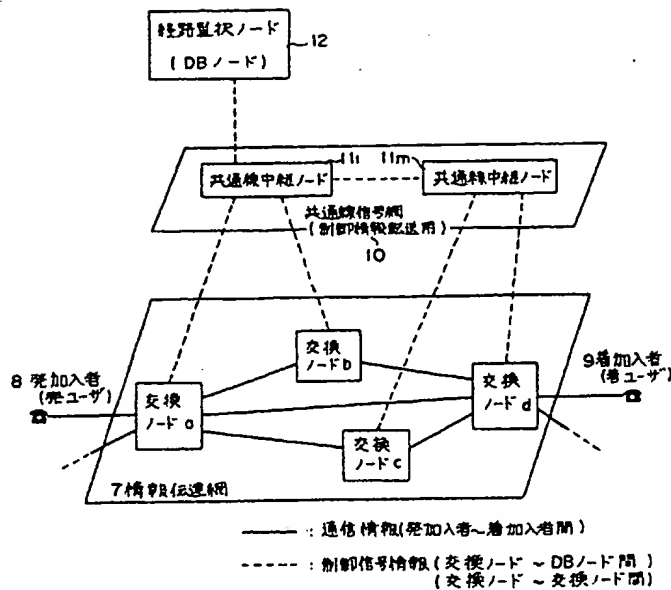 経路監択ノード
(DBノード)
12
11l 11m
共通線中継ノード
共通線中継ノード
共通線信号網
(制御情報転送用)
10
交換
ノードb
8 発加入者
(発ユーザ)
交換
ノードa
交換
ノードd
9着加入者
(着ユーザ)
交換
ノードc
7情報伝達網
: 通信情報(発加入者~着加入者間)
: 制御信号情報(交換ノード~DBノード間)
(交換ノード~交換ノード間)